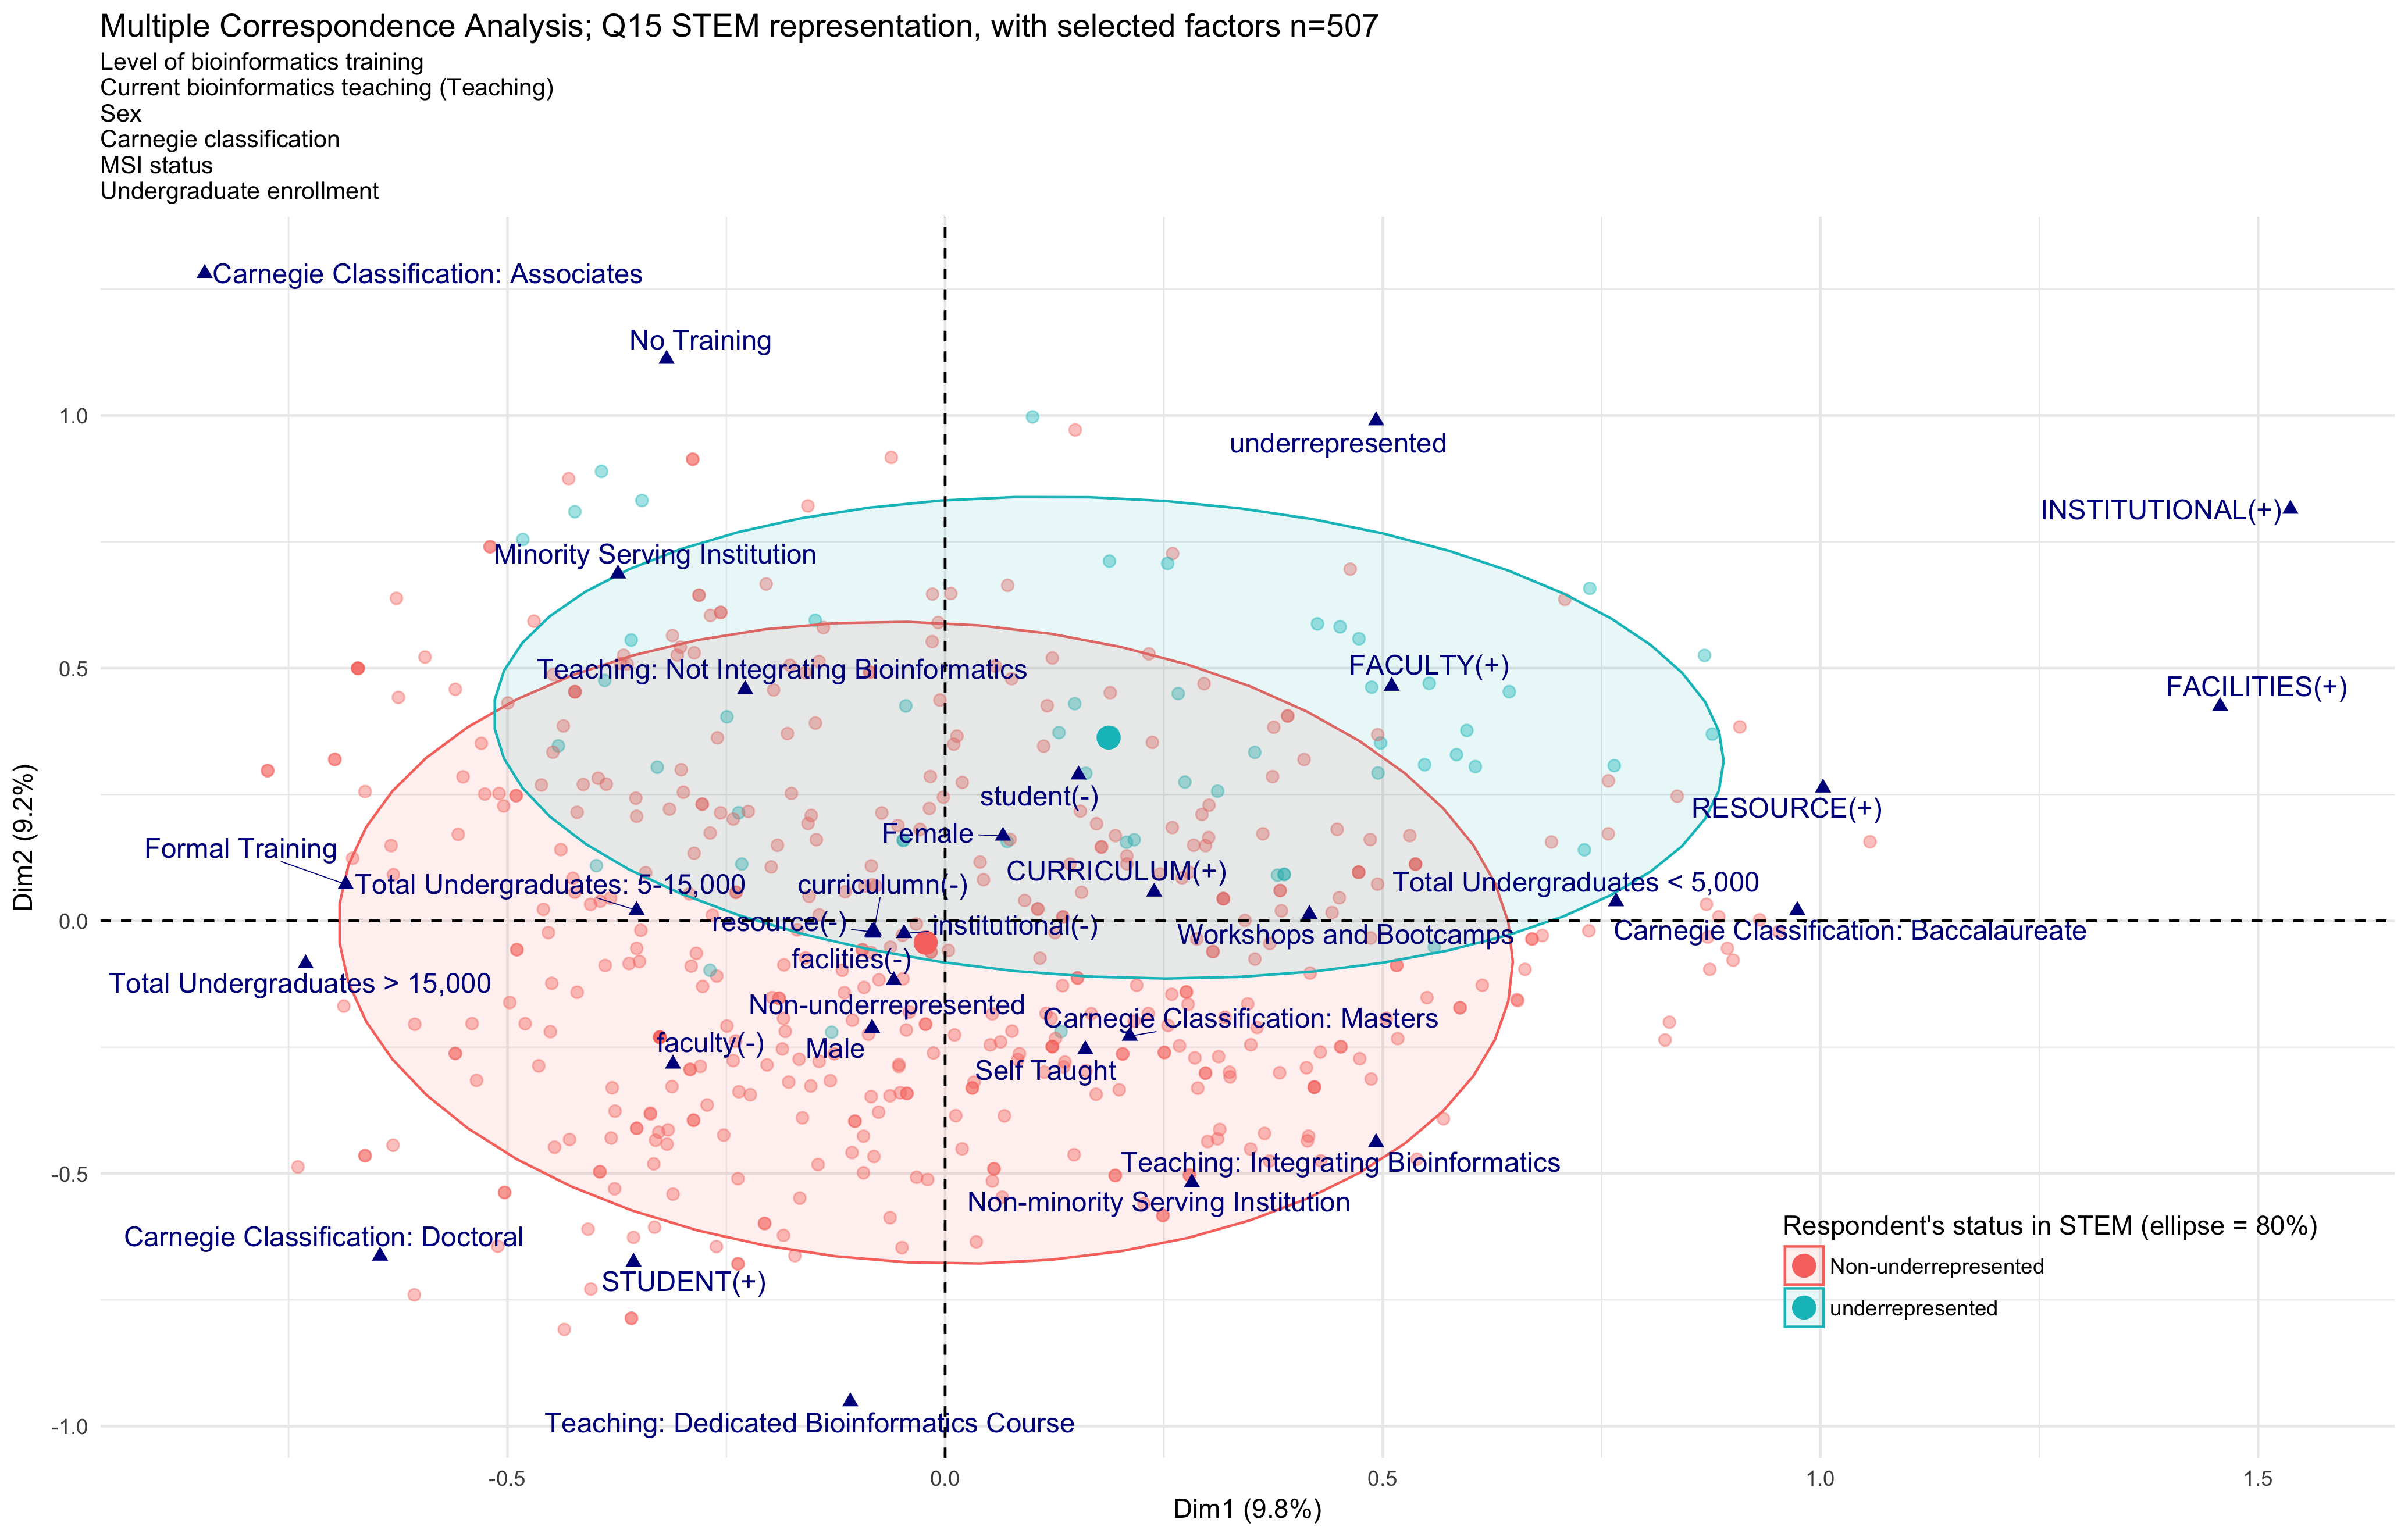 Multiple Correspondence Analysis; Q15 STEM representation, with selected factors n=507
Level of bioinformatics training
Current bioinformatics teaching (Teaching)
Sex
Carnegie classification
MSI status
Undergraduate enrollment
Carnegie Classification: Associates
No Training
1.0
underrepresented
INSTITUTIONAL(+)
Minority Serving Institution
0.5
Teaching: Not Integrating Bioinformatics
FACULTY(+)
FACILITIES(+)
student(-)
RESOURCE(+)
Female
Formal Training
CURRICULUM(+)
Total Undergraduates: 5-15,000
curriculumn(-)
Total Undergraduates < 5,000
0.0
resource(-)
institutional(-)
Workshops and Bootcamps
Carnegie Classification: Baccalaureate
faclities(-)
Total Undergraduates > 15,000
Non-underrepresented
Carnegie Classification: Masters
faculty(-)
Male
Self Taught
-0.5
Teaching: Integrating Bioinformatics
Non-minority Serving Institution
Carnegie Classification: Doctoral
STUDENT(+)
Respondent's status in STEM (ellipse = 80%)
Non-underrepresented
underrepresented
-1.0
Teaching: Dedicated Bioinformatics Course
Dim2 (9.2%)
-0.5
0.0
0.5
1.0
1.5
Dim1 (9.8%)